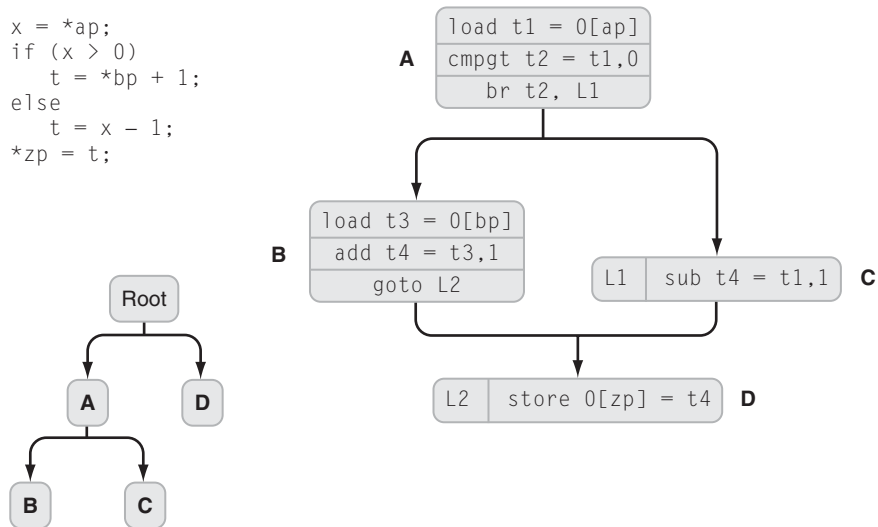 x = *ap;
if (x > 0)
t = *bp + 1;
else
t = x – 1;
*zp = t;
A
load t1 = 0[ap]
cmpgt t2 = t1,0
br t2, L1
B
load t3 = 0[bp]
add t4 = t3,1
goto L2
L1 sub t4 = t1,1
C
L2 store 0[zp] = t4
D
Root
A
D
B
C